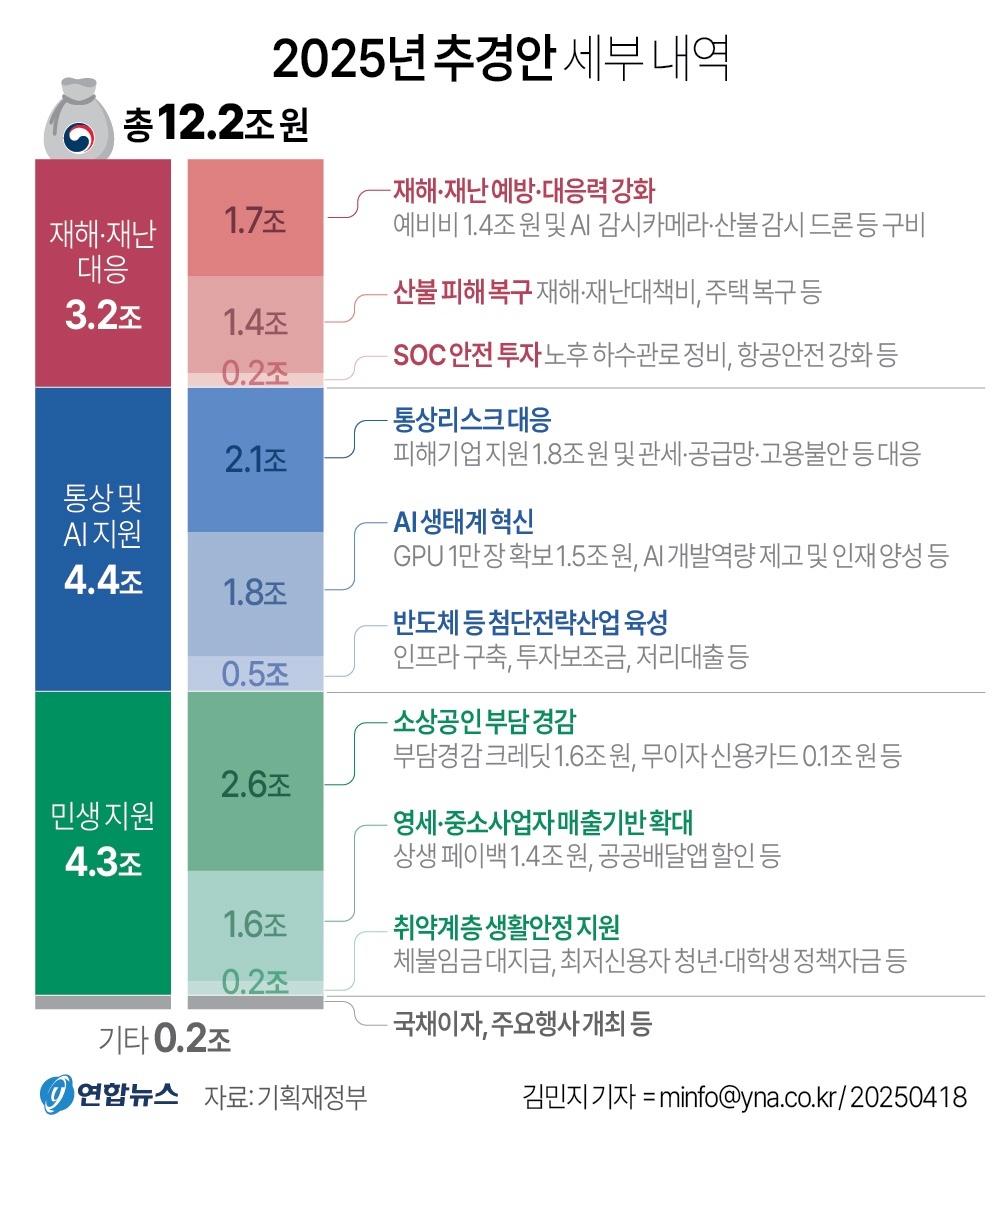 2025년 추경안 세부 내역
총 12.2조 원
재해·재난
대응
3.2조
1.7조
재해·재난 예방·대응력 강화
예비비 1.4조 원 및 AI 감시카메라·산불 감시 드론 등 구비
1.4조
산불 피해 복구 재해·재난대책비, 주택 복구 등
0.2조
SOC 안전 투자 노후 하수관로 정비, 항공안전 강화 등
통상 및
AI 지원
4.4조
2.1조
통상리스크 대응
피해기업 지원 1.8조 원 및 관세·공급망·고용불안 등 대응
1.8조
AI 생태계 혁신
GPU 1만 장 확보 1.5조 원, AI 개발역량 제고 및 인재 양성 등
0.5조
반도체 등 첨단전략산업 육성
인프라 구축, 투자보조금, 저리대출 등
민생 지원
4.3조
2.6조
소상공인 부담 경감
부담경감 크레딧 1.6조 원, 무이자 신용카드 0.1조 원 등
1.6조
영세·중소사업자 매출기반 확대
상생 페이백 1.4조 원, 공공배달앱 할인 등
0.2조
취약계층 생활안정 지원
체불임금 대지급, 최저신용자 청년·대학생 정책자금 등
기타 0.2조
국채이자, 주요행사 개최 등
y 연합뉴스 자료: 기획재정부
김민지 기자 = minfo@yna.co.kr / 20250418